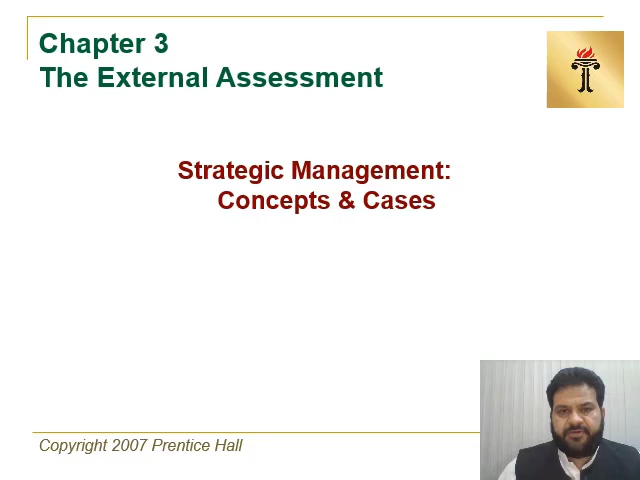 Chapter 3
The External Assessment
Strategic Management:
Concepts & Cases
Copyright 2007 Prentice Hall